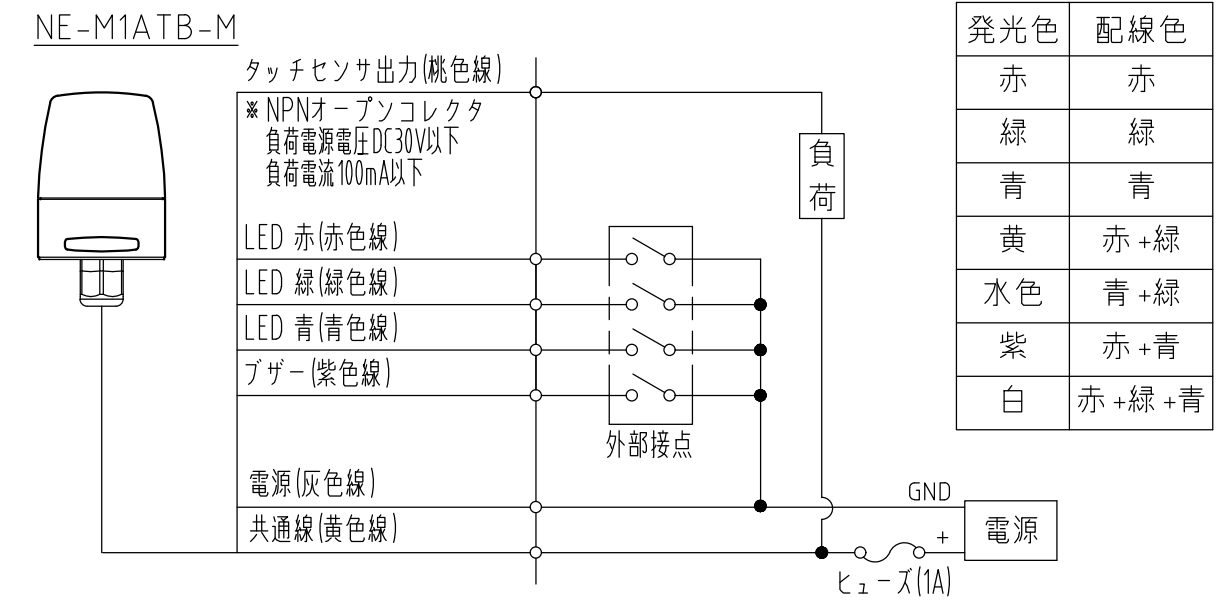 NE-M1ATB-M
タッチセンサ出力(桃色線)
※ NPNオープンコレクタ
負荷電源電圧DC30V以下
負荷電流100mA以下
負荷
LED 赤(赤色線)
LED 緑(緑色線)
LED 青(青色線)
ブザー(紫色線)
外部接点
電源(灰色線)
共通線(黄色線)
GND
+
電源
ヒューズ(1A)
発光色 配線色
赤 赤
緑 緑
青 青
黄 赤+緑
水色 青+緑
紫 赤+青
白 赤+緑+青